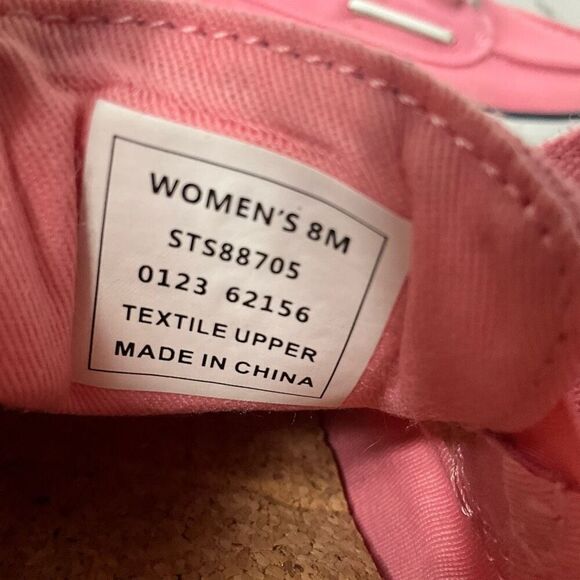 WOMEN'S 8M
STS88705
0123 62156
TEXTILE UPPER
MADE IN CHINA